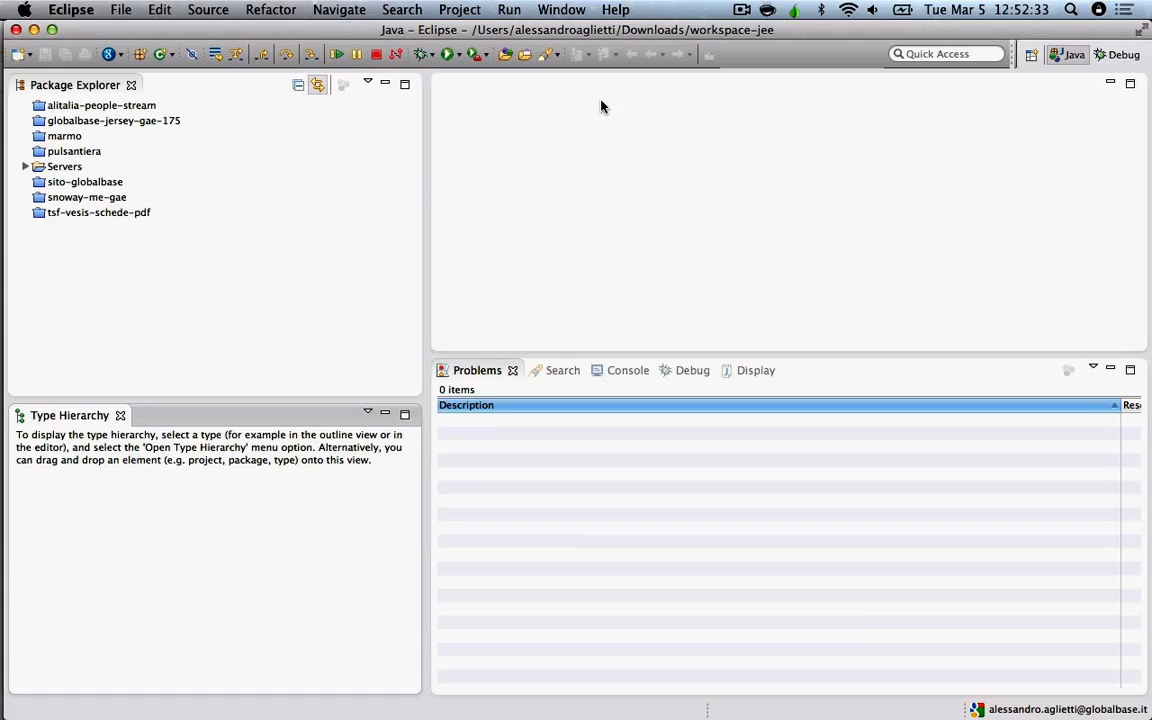 Eclipse File Edit Source Refactor Navigate Search Project Run Window Help Tue Mar 5 12:52:33
Java – Eclipse – /Users/alessandroaglietti/Downloads/workspace-jee
Quick Access Java Debug
Package Explorer
alitalia-people-stream
globalbase-jersey-gae-175
marmo
pulsantiera
Servers
sito-globalbase
snoway-me-gae
tsf-vesis-schede-pdf
Type Hierarchy
To display the type hierarchy, select a type (for example in the outline view or in
the editor), and select the 'Open Type Hierarchy' menu option. Alternatively, you
can drag and drop an element (e.g. project, package, type) onto this view.
Problems Search Console Debug Display
0 items
Description Res
alessandro.aglietti@globalbase.it